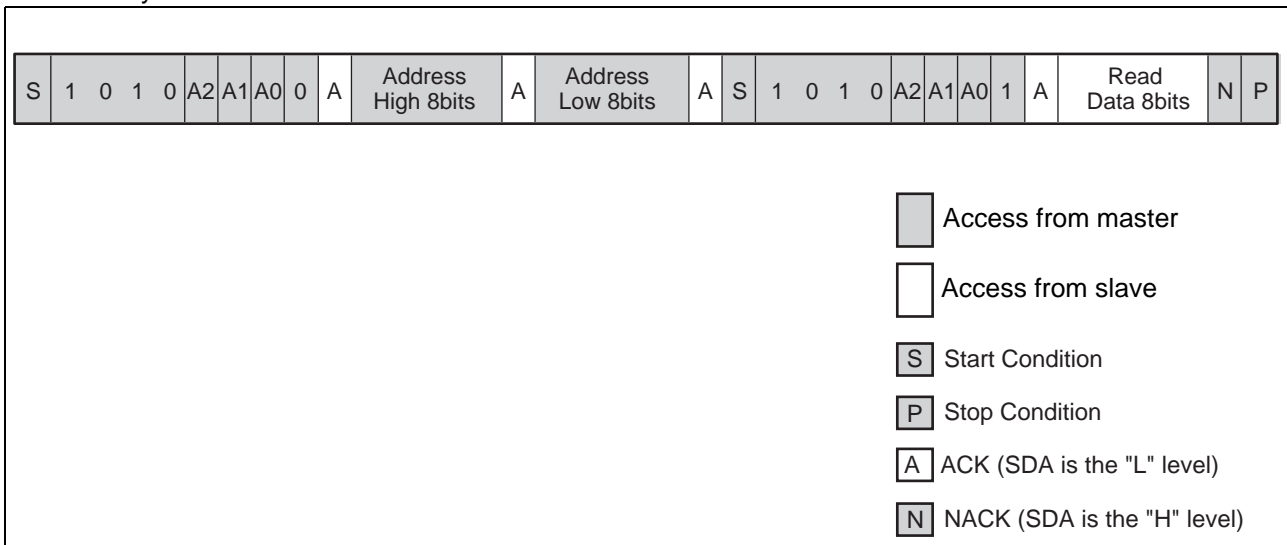 S 1 0 1 0 A2 A1 A0 0 A Address High 8bits A Address Low 8bits A S 1 0 1 0 A2 A1 A0 1 A Read Data 8bits N P
Access from master
Access from slave
S Start Condition
P Stop Condition
A ACK (SDA is the "L" level)
N NACK (SDA is the "H" level)